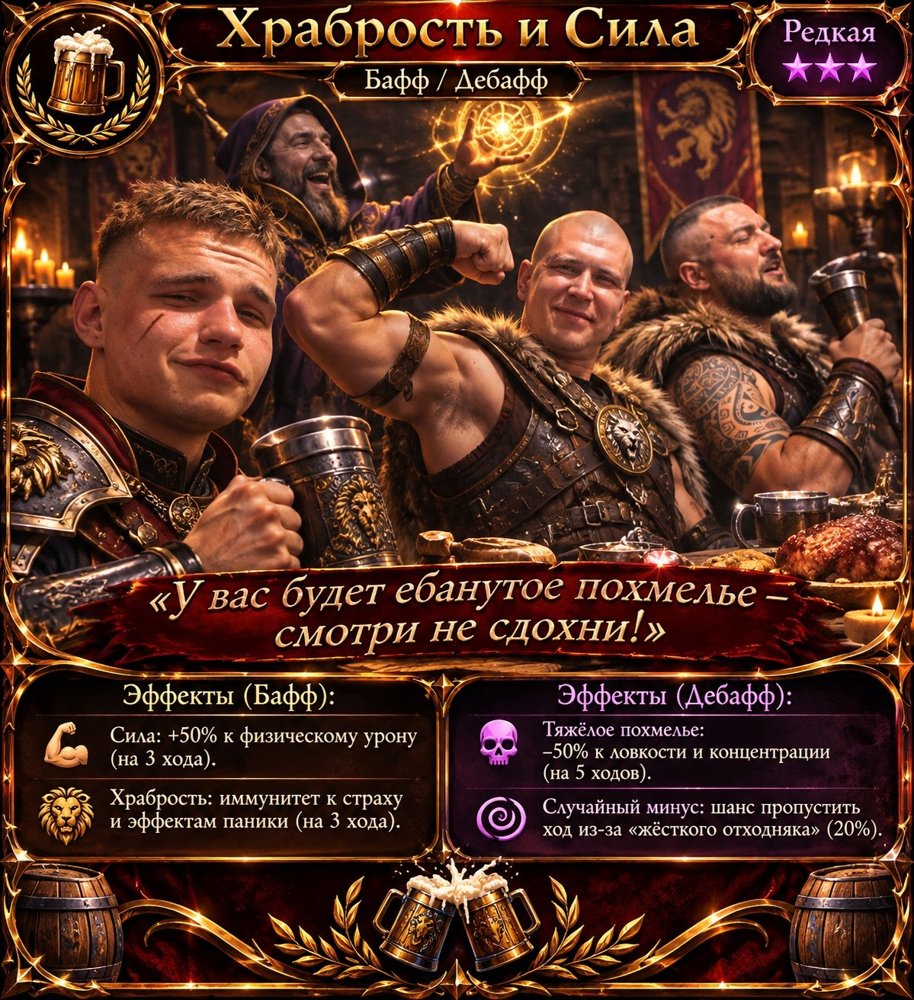 Храбрость и Сила
Редкая
Бафф / Дебафф
«У вас будет ебанутое похмелье –
смотри не сдохни!»
Эффекты (Бафф):
Сила: +50% к физическому урону
(на 3 хода).
Храбрость: иммунитет к страху
и эффектам паники (на 3 хода).
Эффекты (Дебафф):
Тяжёлое похмелье:
–50% к ловкости и концентрации
(на 5 ходов).
Случайный минус: шанс пропустить
ход из-за «жёсткого отходняка» (20%).